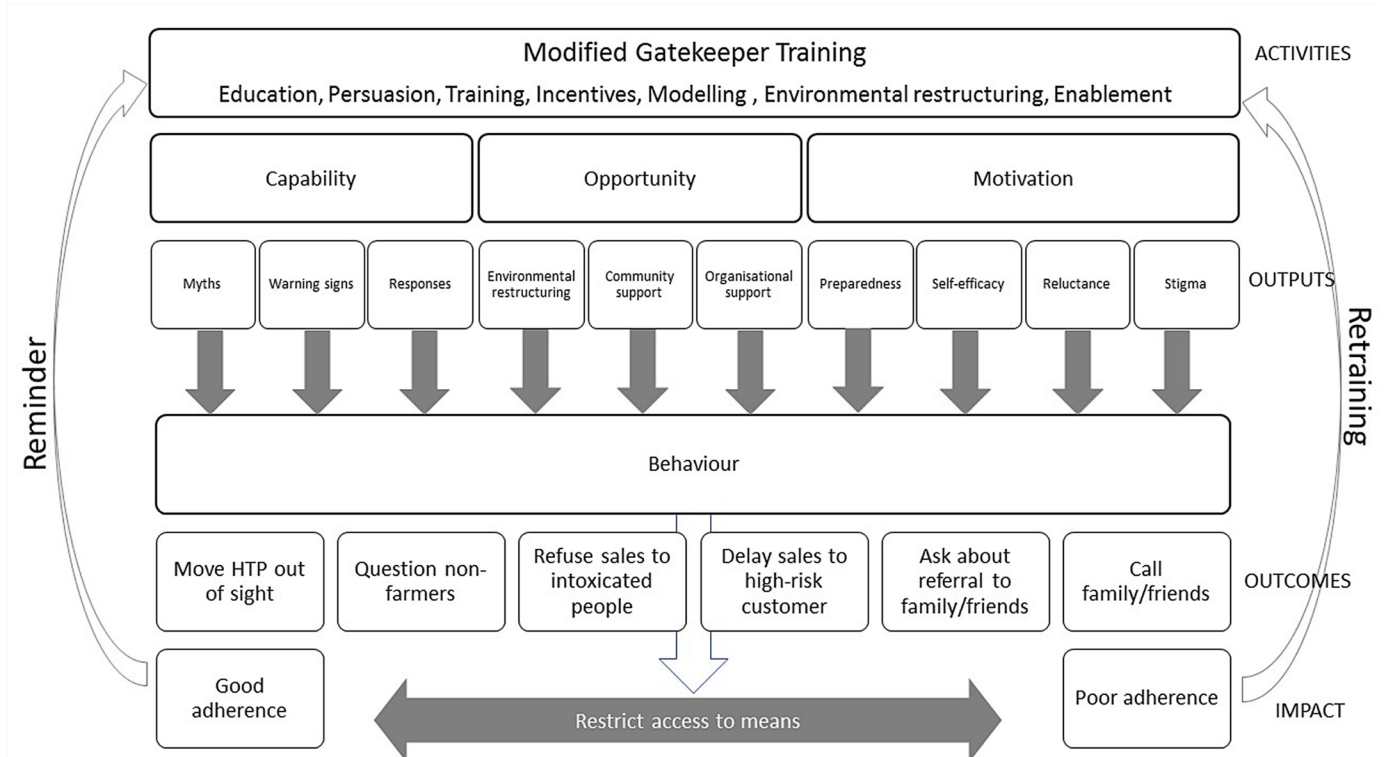 Modified Gatekeeper Training
ACTIVITIES
Education, Persuasion, Training, Incentives, Modelling , Environmental restructuring, Enablement
Capability
Opportunity
Motivation
Myths
Warning signs
Responses
Environmental
restructuring
Community
support
Organisational
support
Preparedness
Self-efficacy
Reluctance
Stigma
OUTPUTS
Reminder
Retraining
Behaviour
Move HTP out
of sight
Question non-
farmers
Refuse sales to
intoxicated
people
Delay sales to
high-risk
customer
Ask about
referral to
family/friends
Call
family/friends
OUTCOMES
Good
adherence
Restrict access to means
Poor adherence
IMPACT